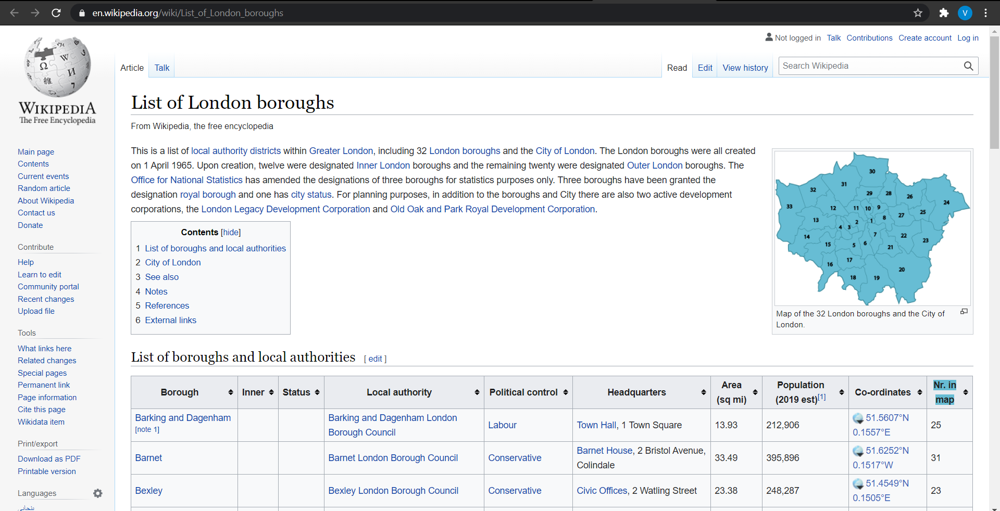 en.wikipedia.org/wiki/List_of_London_boroughs
V
Not logged in Talk Contributions Create account Log in
Article Talk Read Edit View history Search Wikipedia
WIKIPEDIA
The Free Encyclopedia
Main page
Contents
Current events
Random article
About Wikipedia
Contact us
Donate
Contribute
Help
Learn to edit
Community portal
Recent changes
Upload file
Tools
What links here
Related changes
Special pages
Permanent link
Page information
Cite this page
Wikidata item
Print/export
Download as PDF
Printable version
Languages
List of London boroughs
From Wikipedia, the free encyclopedia
This is a list of local authority districts within Greater London, including 32 London boroughs and the City of London. The London boroughs were all created
on 1 April 1965. Upon creation, twelve were designated Inner London boroughs and the remaining twenty were designated Outer London boroughs. The
Office for National Statistics has amended the designations of three boroughs for statistics purposes only. Three boroughs have been granted the
designation royal borough and one has city status. For planning purposes, in addition to the boroughs and City there are also two active development
corporations, the London Legacy Development Corporation and Old Oak and Park Royal Development Corporation.
Contents [hide]
1 List of boroughs and local authorities
2 City of London
3 See also
4 Notes
5 References
6 External links
30
31
32 29 28 26
33 12 11 10 9 25 24
13 2 1 8 27
4 3
14 7 22
15 5 6 21 23
16 17
18 19 20
Map of the 32 London boroughs and the City of
London.
List of boroughs and local authorities [ edit ]
Borough Inner Status Local authority Political control Headquarters Area (sq mi) Population (2019 est)[1] Co-ordinates Nr. in map
Barking and Dagenham [note 1] Barking and Dagenham London Borough Council Labour Town Hall, 1 Town Square 13.93 212,906 51.5607°N 0.1557°E 25
Barnet Barnet London Borough Council Conservative Barnet House, 2 Bristol Avenue, Colindale 33.49 395,896 51.6252°N 0.1517°W 31
Bexley Bexley London Borough Council Conservative Civic Offices, 2 Watling Street 23.38 248,287 51.4549°N 0.1505°E 23